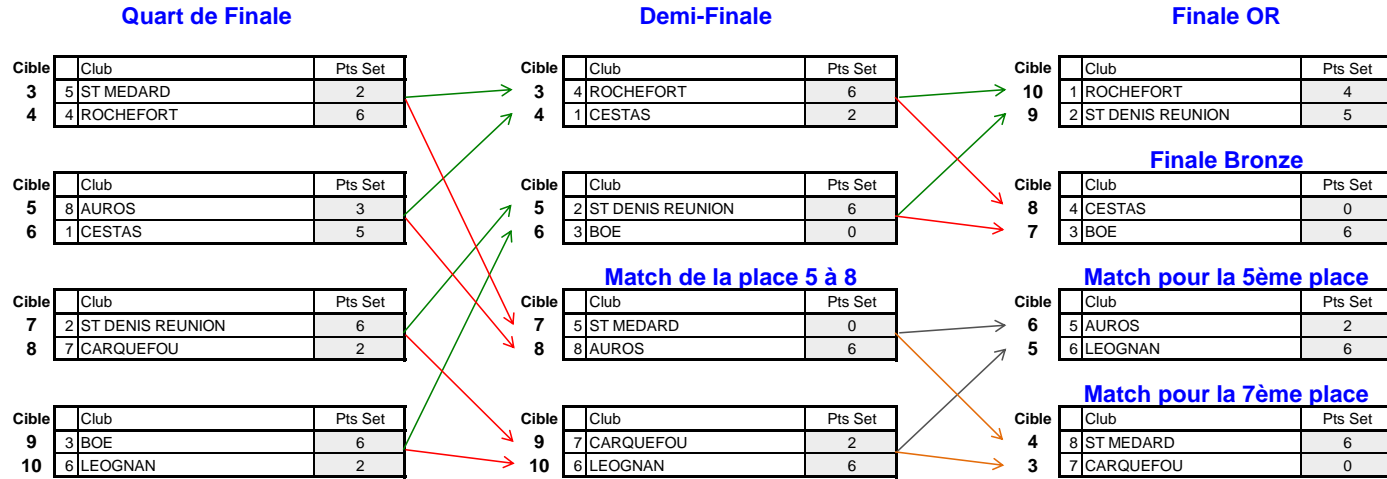 Quart de Finale Demi-Finale Finale OR
Cible Club Pts Set Cible Club Pts Set Cible Club Pts Set
3 5 ST MEDARD 2 3 4 ROCHEFORT 6 10 1 ROCHEFORT 4
4 4 ROCHEFORT 6 4 1 CESTAS 2 9 2 ST DENIS REUNION 5
Finale Bronze
Cible Club Pts Set Cible Club Pts Set Cible Club Pts Set
5 8 AUROS 3 5 2 ST DENIS REUNION 6 8 4 CESTAS 0
6 1 CESTAS 5 6 3 BOE 0 7 3 BOE 6
Match de la place 5 à 8 Match pour la 5ème place
Cible Club Pts Set Cible Club Pts Set Cible Club Pts Set
7 2 ST DENIS REUNION 6 7 5 ST MEDARD 0 6 5 AUROS 2
8 7 CARQUEFOU 2 8 8 AUROS 6 5 6 LEOGNAN 6
Match pour la 7ème place
Cible Club Pts Set Cible Club Pts Set Cible Club Pts Set
9 3 BOE 6 9 7 CARQUEFOU 2 4 8 ST MEDARD 6
10 6 LEOGNAN 2 10 6 LEOGNAN 6 3 7 CARQUEFOU 0